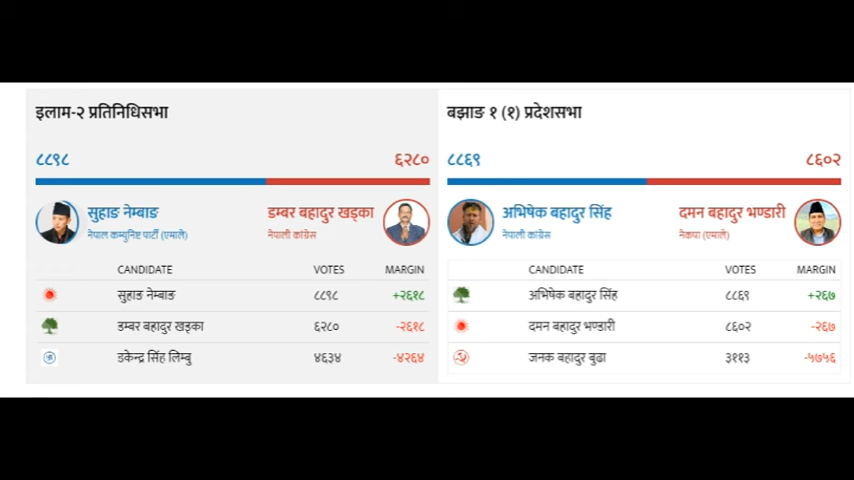 इलाम-२ प्रतिनिधिसभा
८८९८ ६२८०
सुहाङ नेम्बाङ डम्बर बहादुर खड्का
नेपाल कम्युनिष्ट पार्टी (एमाले) नेपाली कांग्रेस
CANDIDATE VOTES MARGIN
सुहाङ नेम्बाङ ८८९८ +२६१८
डम्बर बहादुर खड्का ६२८० -२६१८
डकेन्द्र सिंह लिम्बु ४६३४ -४२६४
बझाङ १ (१) प्रदेशसभा
८८६९ ८६०२
अभिषेक बहादुर सिंह दमन बहादुर भण्डारी
नेपाली कांग्रेस नेकपा (एमाले)
CANDIDATE VOTES MARGIN
अभिषेक बहादुर सिंह ८८६९ +२६७
दमन बहादुर भण्डारी ८६०२ -२६७
जनक बहादुर बुढा ३११३ -५७५६